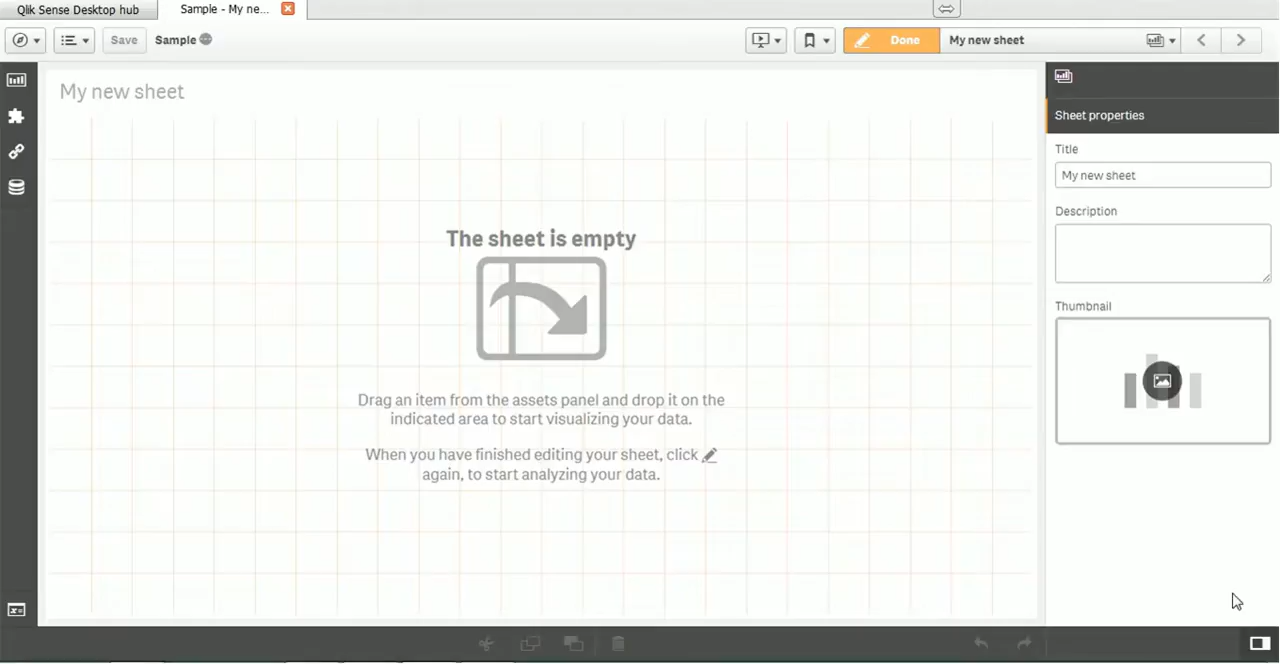 Qlik Sense Desktop hub
Sample - My ne...
Save
Sample
Done
My new sheet
My new sheet
Sheet properties
Title
My new sheet
Description
Thumbnail
The sheet is empty
Drag an item from the assets panel and drop it on the
indicated area to start visualizing your data.
When you have finished editing your sheet, click
again, to start analyzing your data.